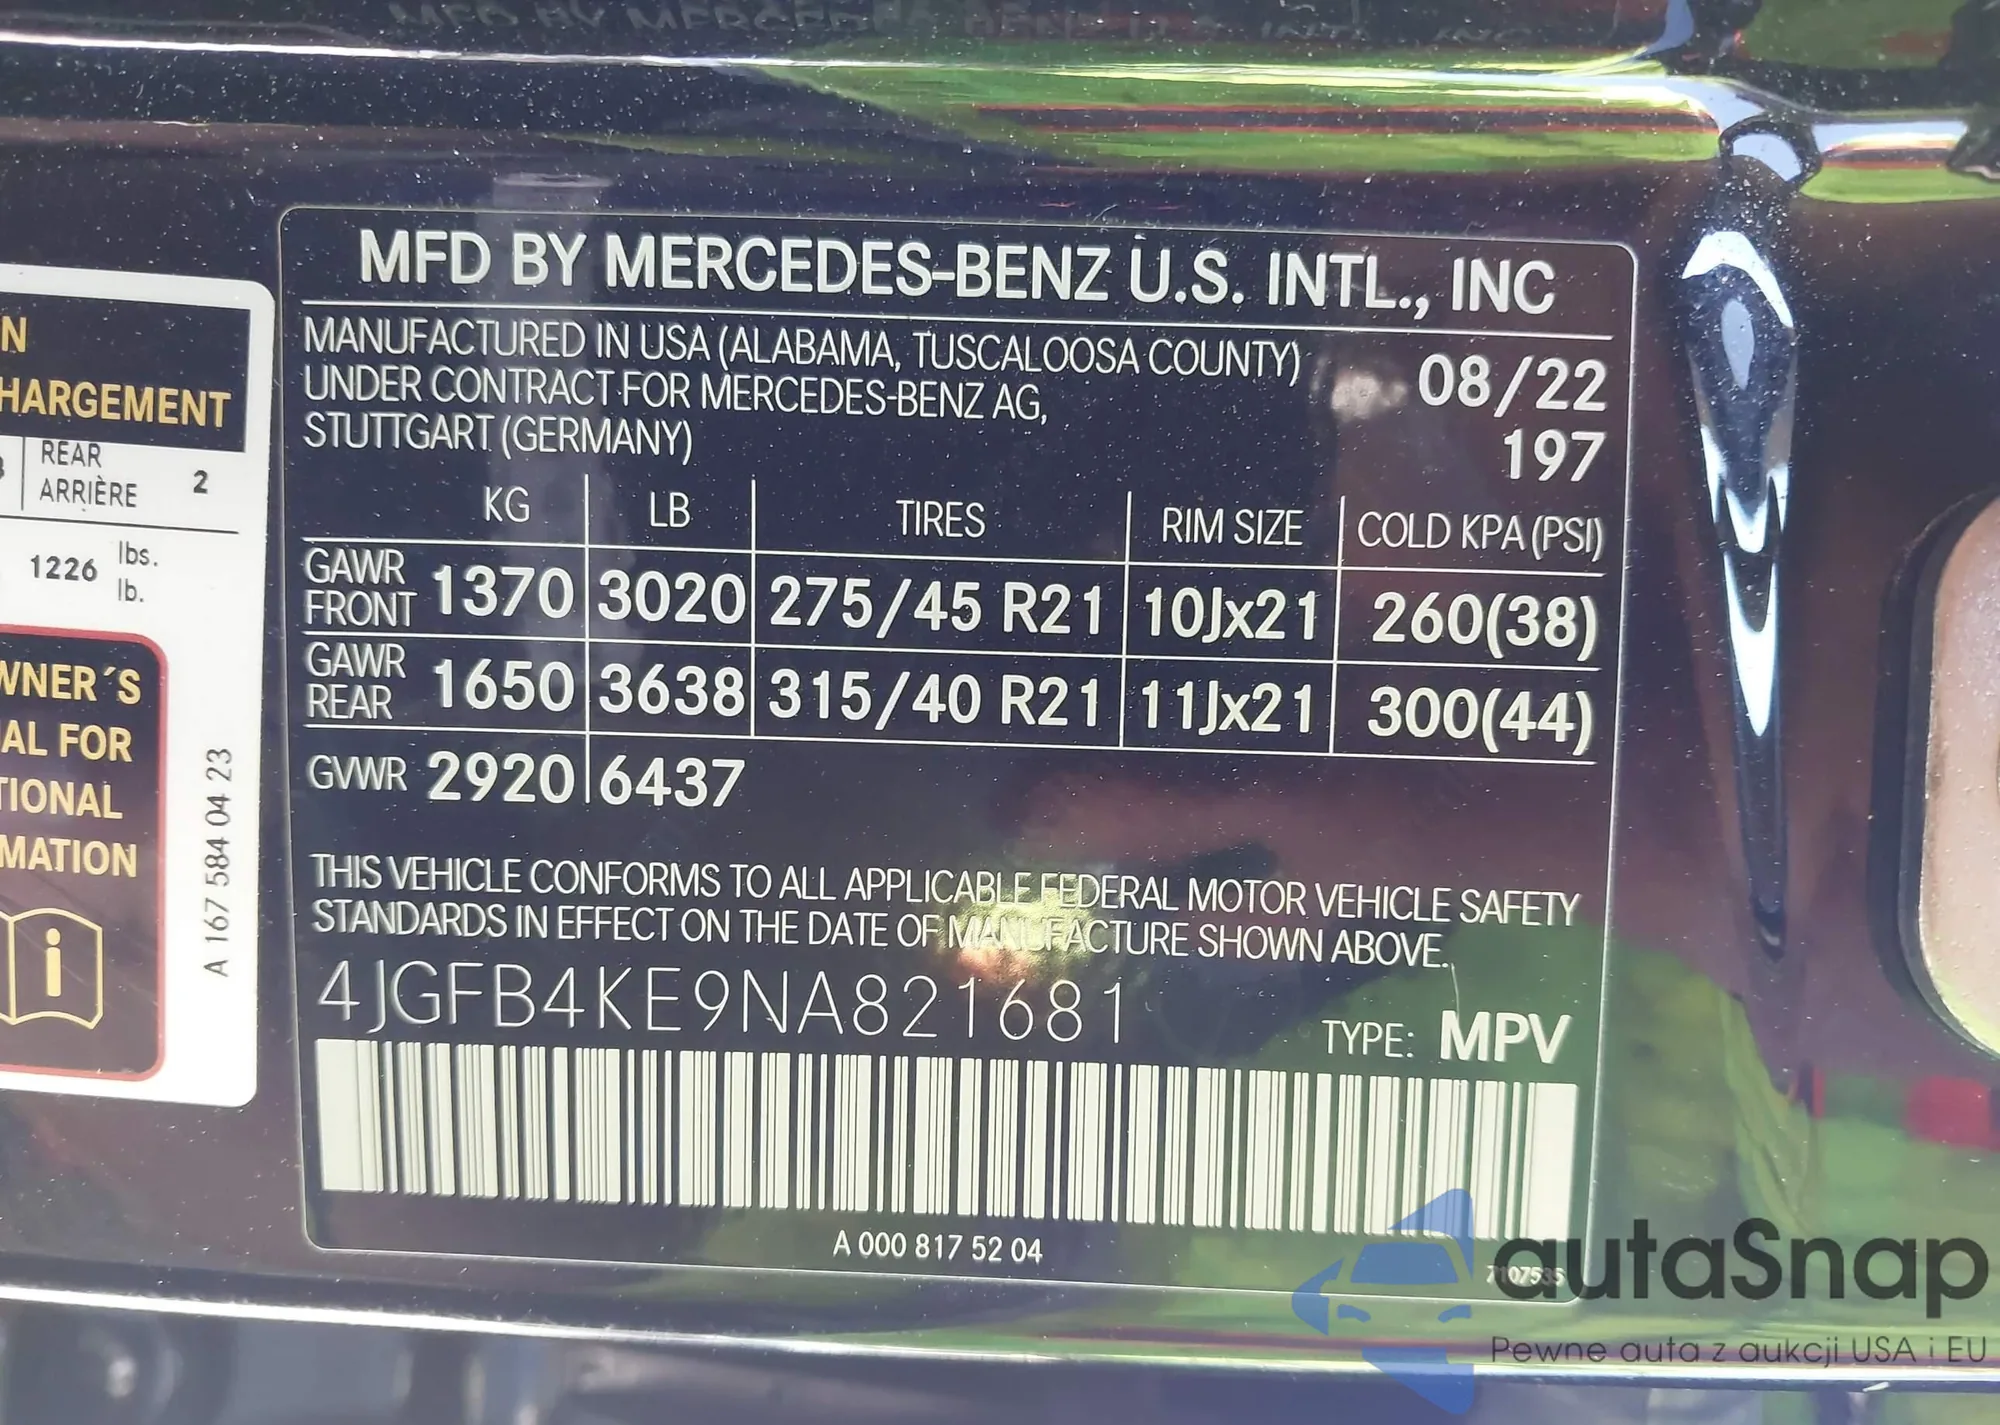 MFD BY MERCEDES-BENZ U.S. INTL., INC
MANUFACTURED IN USA (ALABAMA, TUSCALOOSA COUNTY)
UNDER CONTRACT FOR MERCEDES-BENZ AG,
STUTTGART (GERMANY)
08/22
197
KG LB TIRES RIM SIZE COLD KPA (PSI)
GAWR FRONT 1370 3020 275/45 R21 10Jx21 260(38)
GAWR REAR 1650 3638 315/40 R21 11Jx21 300(44)
GVWR 2920 6437
THIS VEHICLE CONFORMS TO ALL APPLICABLE FEDERAL MOTOR VEHICLE SAFETY
STANDARDS IN EFFECT ON THE DATE OF MANUFACTURE SHOWN ABOVE.
4JGFB4KE9NA821681
TYPE: MPV
A 000 817 52 04
7107535
N
HARGEMENT
REAR
ARRIÈRE 2
1226 lbs.
lb.
WNER´S
AL FOR
TIONAL
MATION
i
A 167 584 04 23
autaSnap
Pewne auta z aukcji USA i EU